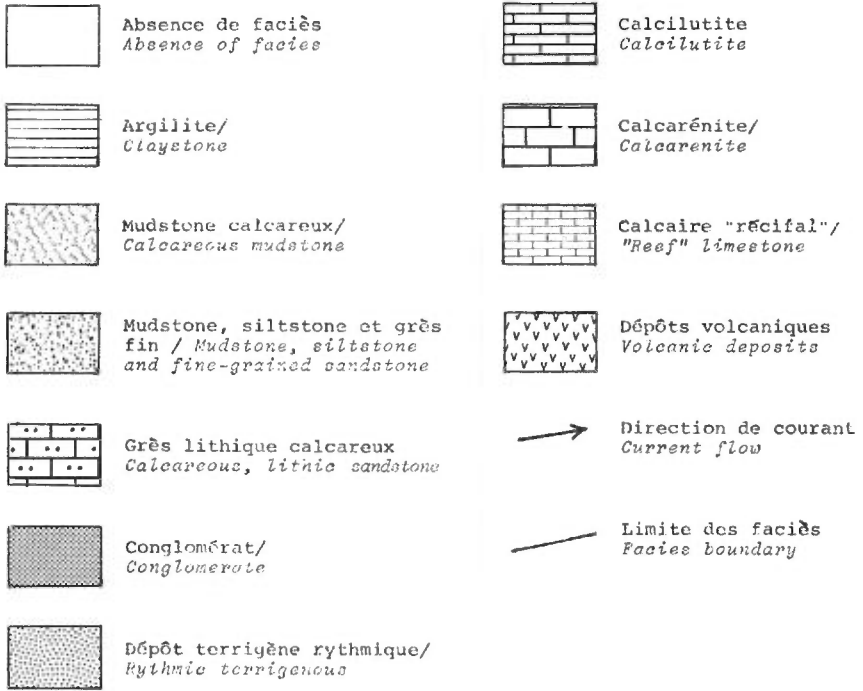 Absence de faciès
Absence of facies
Argilite/
Claystone
Mudstone calcareux/
Calcareous mudstone
Mudstone, siltstone et grès
fin / Mudstone, siltstone
and fine-grained sandstone
Grès lithique calcareux
Calcareous, lithic sandstone
Conglomérat/
Conglomerate
Dépôt terrigène rythmique/
Rythmic terrigenous
Calcilutite
Calcilutite
Calcarénite/
Calcarenite
Calcaire "récifal"/
"Reef" limestone
Dépôts volcaniques
Volcanic deposits
Direction de courant
Current flow
Limite des faciès
Facies boundary